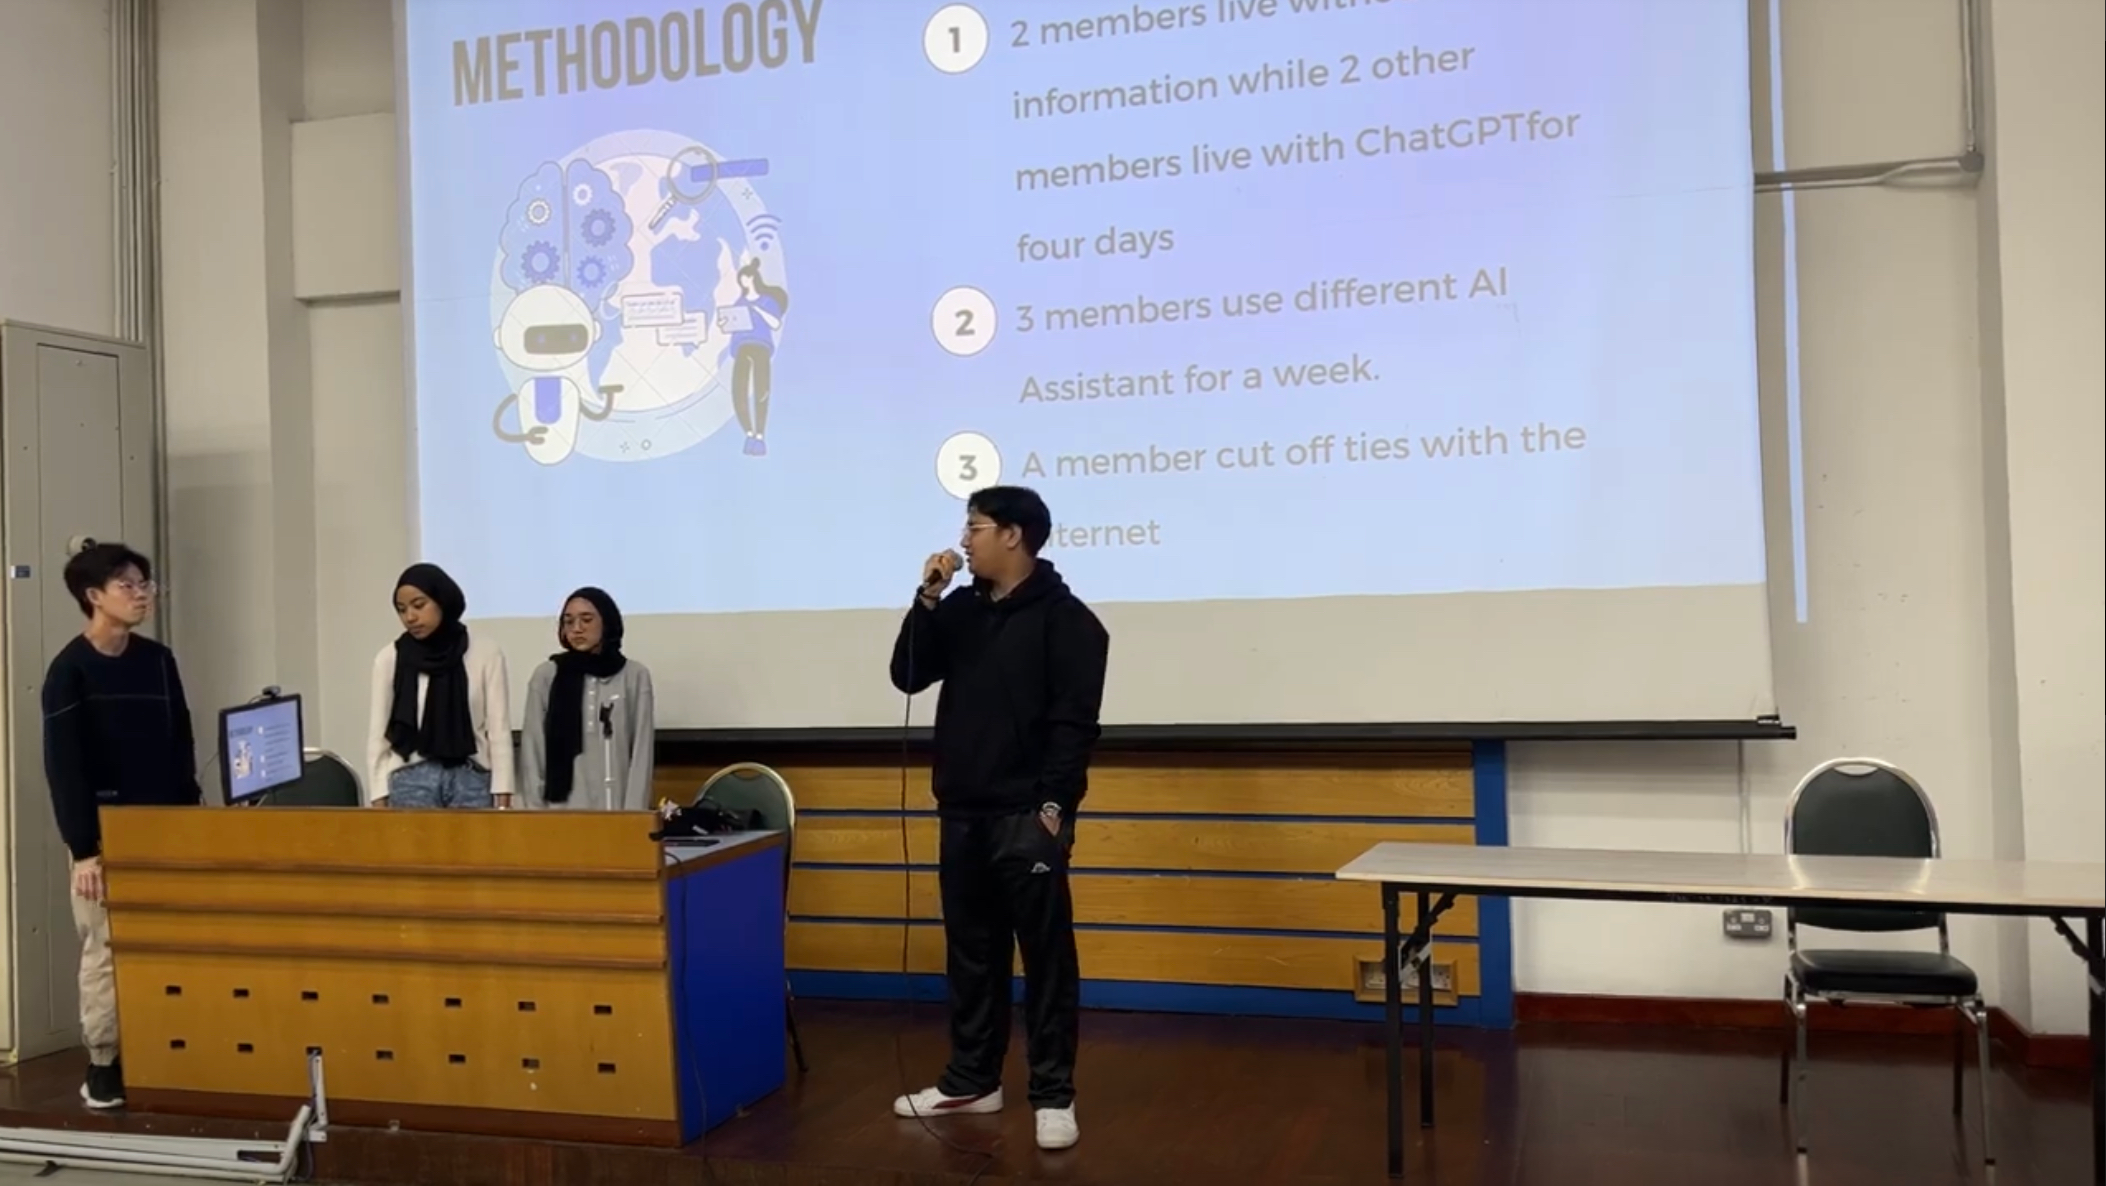 METHODOLOGY
1 2 members live
information while 2 other
members live with ChatGPTfor
four days
2 3 members use different AI
Assistant for a week.
3 A member cut off ties with the
ternet